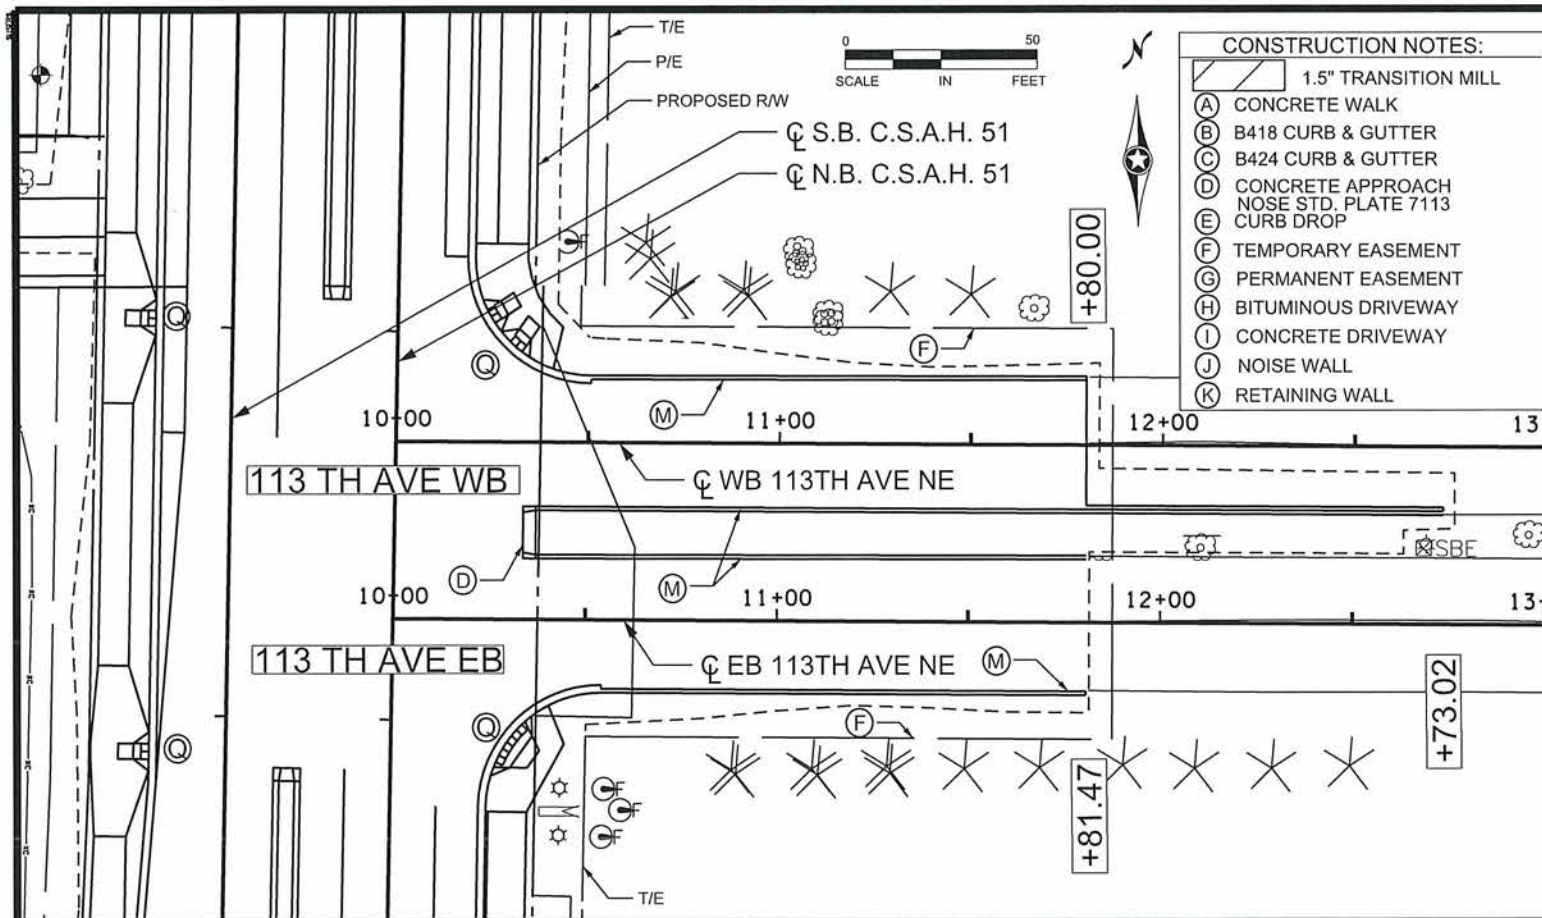 T/E
P/E
PROPOSED R/W
0 50
SCALE IN FEET
N
℄ S.B. C.S.A.H. 51
℄ N.B. C.S.A.H. 51
CONSTRUCTION NOTES:
1.5" TRANSITION MILL
A CONCRETE WALK
B B418 CURB & GUTTER
C B424 CURB & GUTTER
D CONCRETE APPROACH
NOSE STD. PLATE 7113
E CURB DROP
F TEMPORARY EASEMENT
G PERMANENT EASEMENT
H BITUMINOUS DRIVEWAY
I CONCRETE DRIVEWAY
J NOISE WALL
K RETAINING WALL
+80.00
F
Q
Q
F
M
10+00 11+00 12+00 13
113 TH AVE WB
℄ WB 113TH AVE NE
D
M
SBE
10+00 11+00 12+00 13
113 TH AVE EB
℄ EB 113TH AVE NE
M
Q
Q
F
+73.02
+81.47
F
F
F
T/E